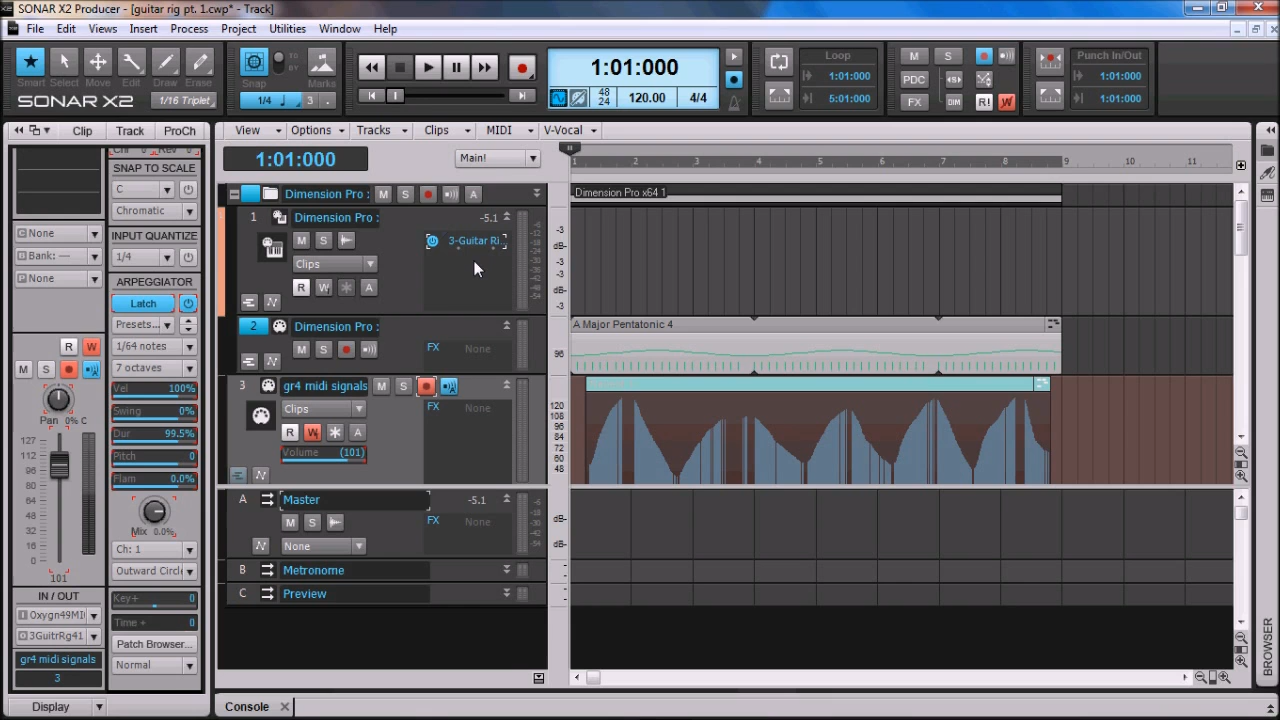 SONAR X2 Producer - [guitar rig pt. 1.cwp* - Track]
File Edit Views Insert Process Project Utilities Window Help
Smart Select Move Edit Draw Erase
SONAR X2 1/16 Triplet
Snap TO BY Marks
1/4 3
1:01:000
48 24 120.00 4/4
Loop
1:01:000
5:01:000
M S
PDC
FX DIM R! W
Punch In/Out
1:01:000
1:01:000
Clip Track ProCh
View Options Tracks Clips MIDI V-Vocal
1:01:000 Main!
1 2 3 4 5 6 7 8 9 10 11
SNAP TO SCALE
C
Chromatic
INPUT QUANTIZE
1/4
ARPEGGIATOR
Latch
Presets...
1/64 notes
7 octaves
Vel 100%
Swing 0%
Dur 99.5%
Pitch 0
Flam 0.0%
Mix 0.0%
Ch: 1
Outward Circl
Key+ 0
Time + 0
Patch Browser...
Normal
None
Bank: ---
None
R W
M S
Pan 0% C
127
112
96
80
64
48
32
16
0
101
IN / OUT
Oxygn49MI
3GuitrRg41
gr4 midi signals
3
Display
Dimension Pro : M S A
Dimension Pro x64 1
1 Dimension Pro : -5.1
M S 3-Guitar Ri...
Clips
R W A
2 Dimension Pro :
M S FX None
A Major Pentatonic 4
96
3 gr4 midi signals M S
Clips FX None
R W A
Volume (101)
120
108
96
84
72
60
48
A Master -5.1
M S FX None
None
B Metronome
C Preview
BROWSER
Console